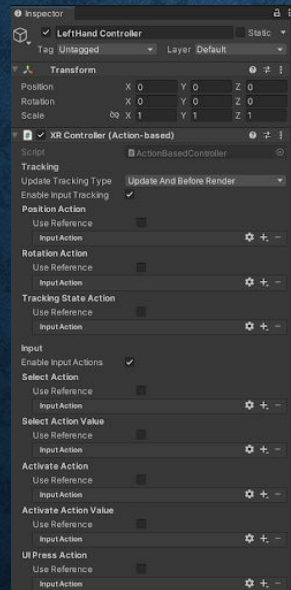 Inspector
LeftHand Controller Static
Tag Untagged Layer Default
Transform
Position X 0 Y 0 Z 0
Rotation X 0 Y 0 Z 0
Scale X 1 Y 1 Z 1
XR Controller (Action-based)
Script ActionBasedController
Tracking
Update Tracking Type Update And Before Render
Enable Input Tracking
Position Action
Use Reference
Input Action
Rotation Action
Use Reference
Input Action
Tracking State Action
Use Reference
Input Action
Input
Enable Input Actions
Select Action
Use Reference
Input Action
Select Action Value
Use Reference
Input Action
Activate Action
Use Reference
Input Action
Activate Action Value
Use Reference
Input Action
UI Press Action
Use Reference
Input Action